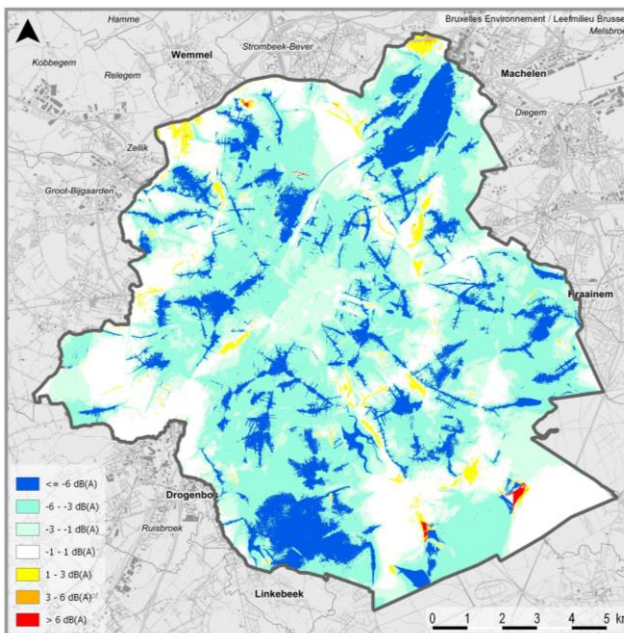 Bruxelles Environnement / Leefmilieu Brusse
Hamme
Melsbroe
Wemmel
Strombeek-Bever
Kobbegem
Relegem
Machelen
Diegem
Zellik
Groot-Bijgaarden
Kraainem
<= -6 dB(A)
-6 - -3 dB(A)
-3 - -1 dB(A)
-1 - 1 dB(A)
1 - 3 dB(A)
3 - 6 dB(A)
> 6 dB(A)
Drogenbos
Ruisbroek
Linkebeek
0 1 2 3 4 5 km